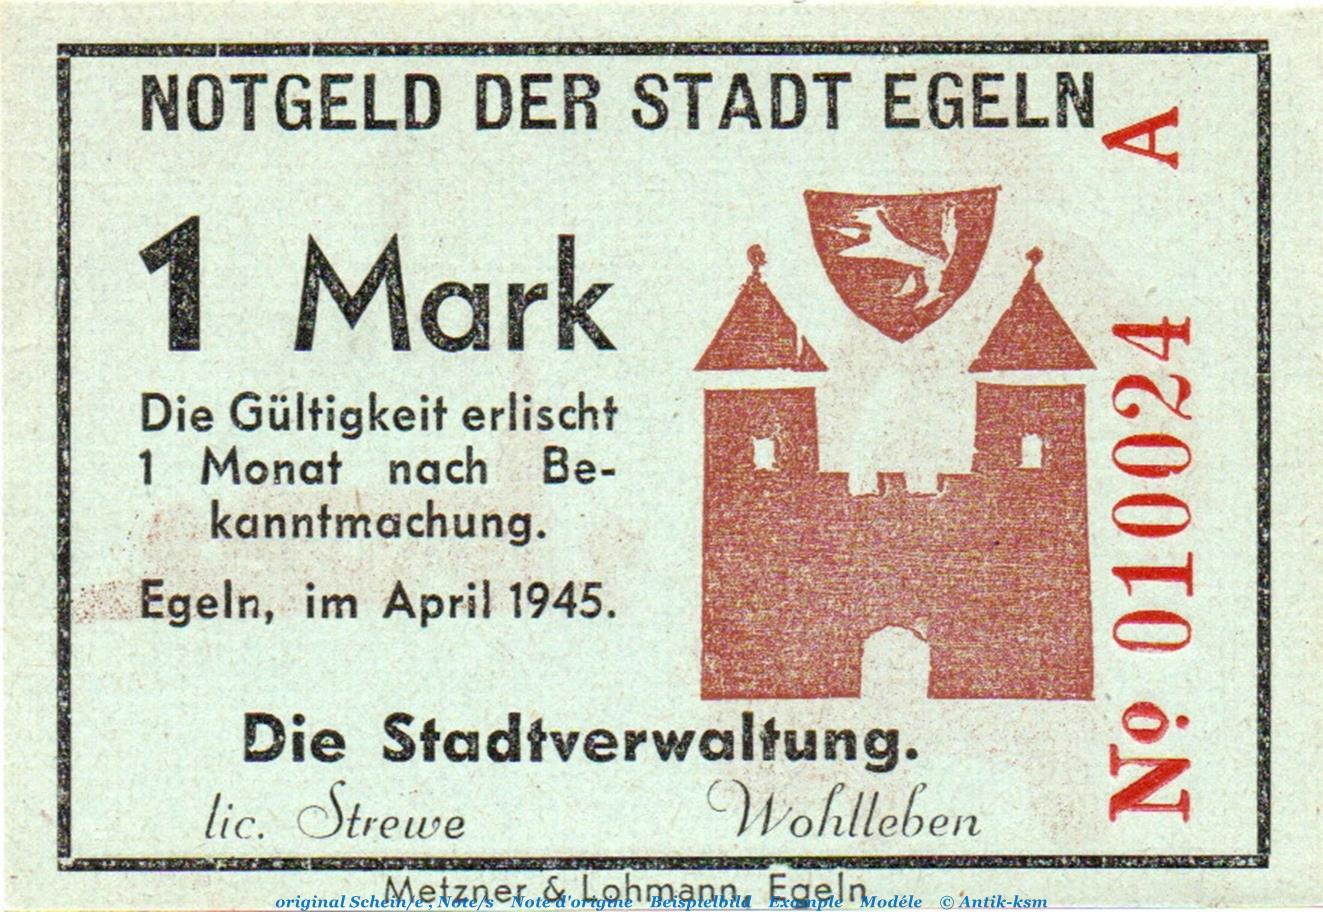 NOTGELD DER STADT EGELN
1 Mark
Die Gültigkeit erlischt
1 Monat nach Be-
kanntmachung.
Egeln, im April 1945.
Die Stadtverwaltung.
lic. Strewe Wohlleben
Metzner & Lohmann, Egeln
No. 010024 A
original Schein/e , Note/s Note d'origine Beispielbild Example Modéle © Antik-ksm